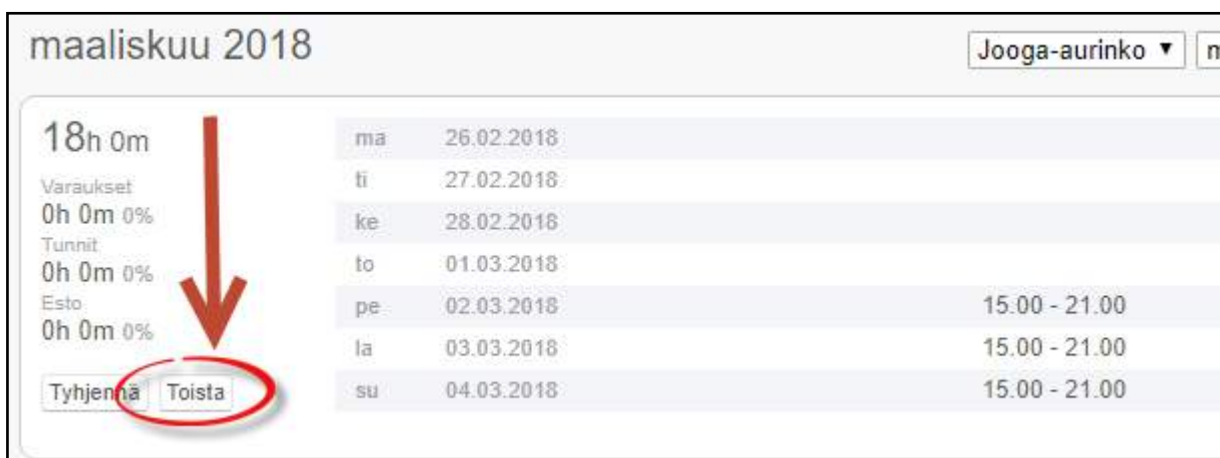 maaliskuu 2018
Jooga-aurinko
18h 0m
Varaukset
0h 0m 0%
Tunnit
0h 0m 0%
Esto
0h 0m 0%
Tyhjennä Toista
ma 26.02.2018
ti 27.02.2018
ke 28.02.2018
to 01.03.2018
pe 02.03.2018 15.00 - 21.00
la 03.03.2018 15.00 - 21.00
su 04.03.2018 15.00 - 21.00